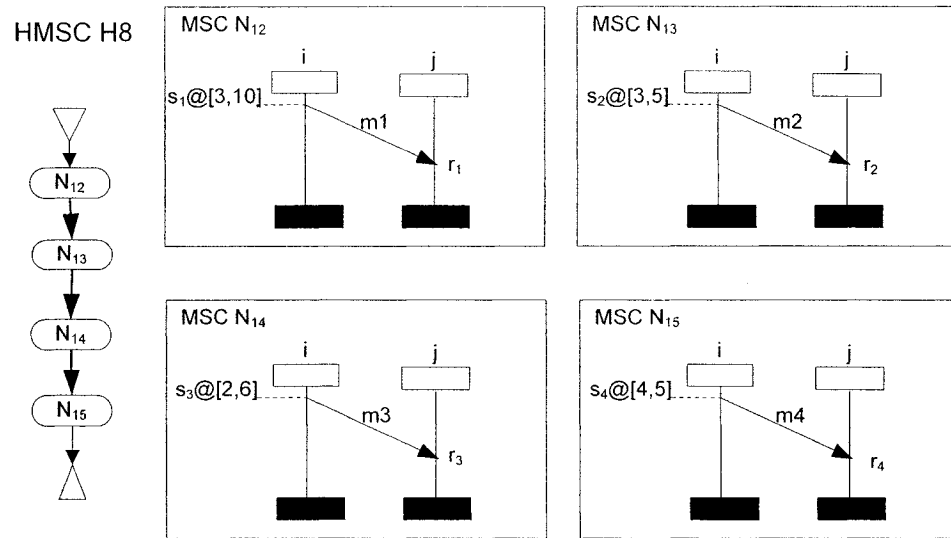 HMSC H8
N₁₂
N₁₃
N₁₄
N₁₅
MSC N₁₂
i
j
s₁@[3,10]
m1
r₁
MSC N₁₃
i
j
s₂@[3,5]
m2
r₂
MSC N₁₄
i
j
s₃@[2,6]
m3
r₃
MSC N₁₅
i
j
s₄@[4,5]
m4
r₄